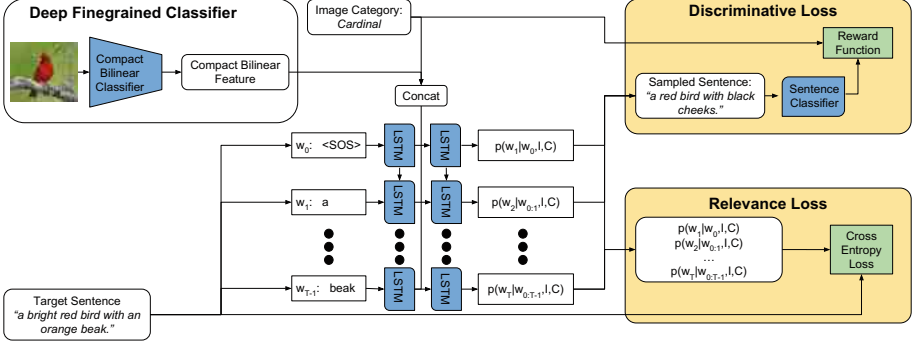 Deep Finegrained Classifier
Compact
Bilinear
Classifier
Compact Bilinear
Feature
Image Category:
Cardinal
Concat
Discriminative Loss
Reward
Function
Sampled Sentence:
"a red bird with black
cheeks."
Sentence
Classifier
w0: <SOS>
LSTM
LSTM
p(w1|w0,I,C)
w1: a
LSTM
LSTM
p(w2|w0:1,I,C)
wT-1: beak
LSTM
LSTM
p(wT|w0:T-1,I,C)
Relevance Loss
p(w1|w0,I,C)
p(w2|w0:1,I,C)
...
p(wT|w0:T-1,I,C)
Cross
Entropy
Loss
Target Sentence
"a bright red bird with an
orange beak."